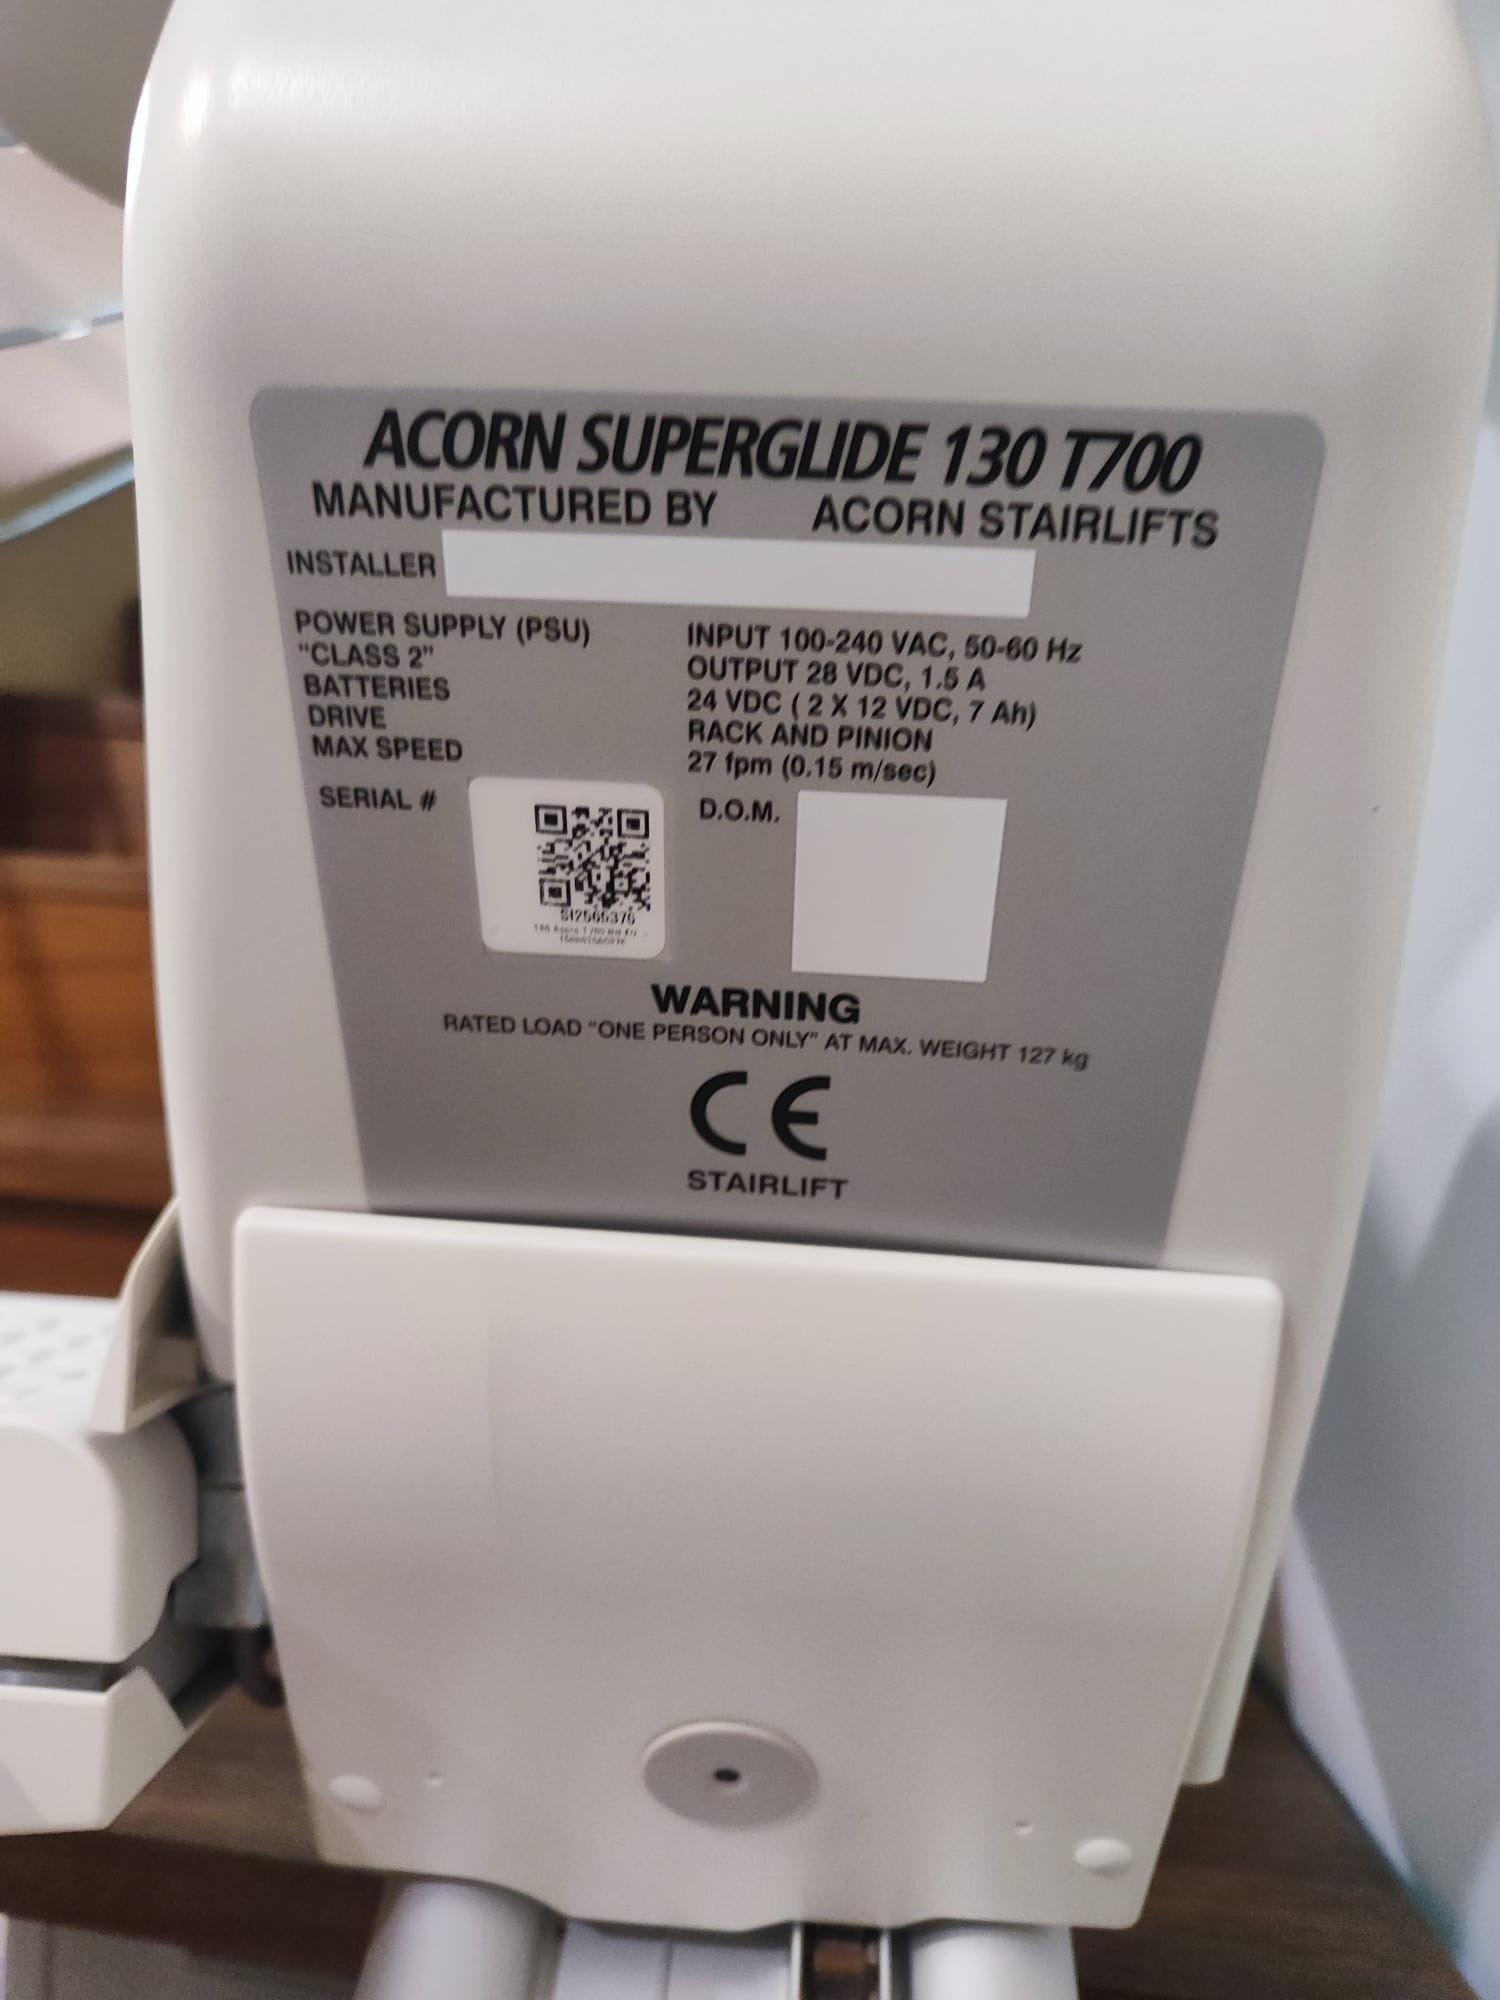 ACORN SUPERGLIDE 130 T700
MANUFACTURED BY ACORN STAIRLIFTS
INSTALLER
POWER SUPPLY (PSU) INPUT 100-240 VAC, 50-60 Hz
"CLASS 2" OUTPUT 28 VDC, 1.5 A
BATTERIES 24 VDC ( 2 X 12 VDC, 7 Ah)
DRIVE RACK AND PINION
MAX SPEED 27 fpm (0.15 m/sec)
SERIAL # D.O.M.
WARNING
RATED LOAD "ONE PERSON ONLY" AT MAX. WEIGHT 127 kg
CE
STAIRLIFT